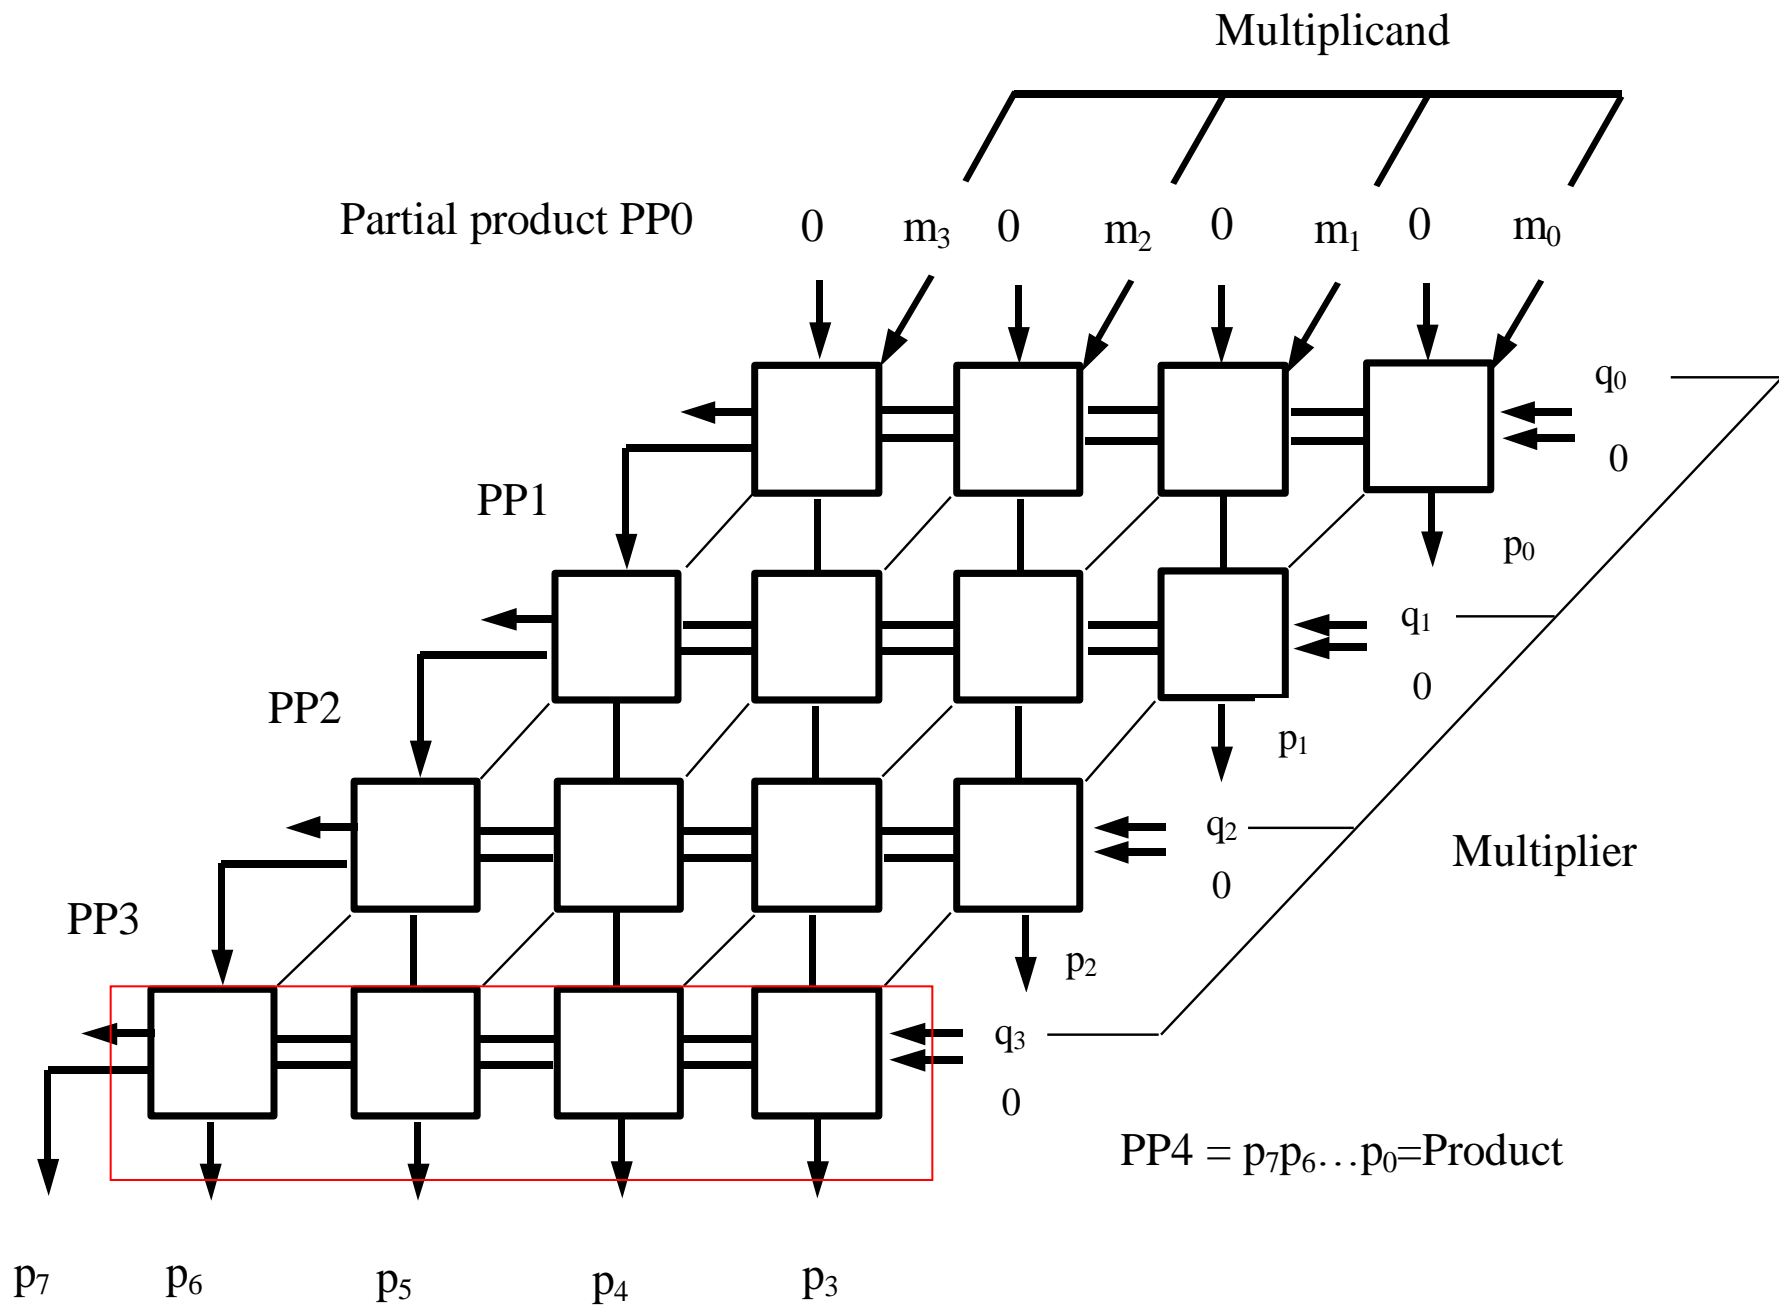 Multiplicand
Partial product PP0 0 m₃ 0 m₂ 0 m₁ 0 m₀
q₀
0
PP1
p₀
q₁
0
PP2
p₁
q₂
Multiplier
0
PP3
p₂
q₃
0
PP4 = p₇p₆…p₀=Product
p₇ p₆ p₅ p₄ p₃